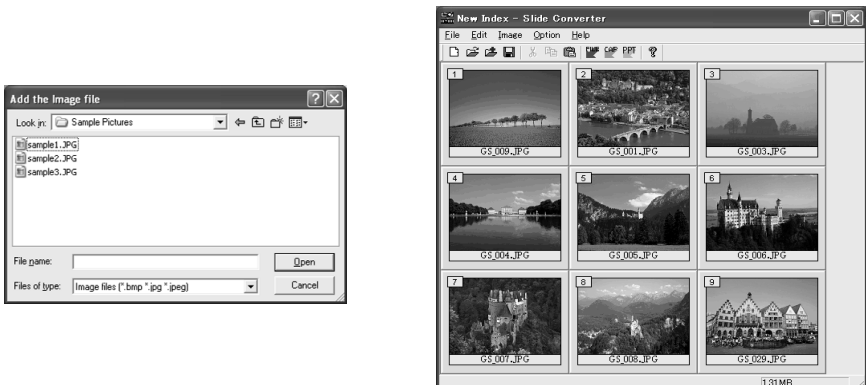 Add the Image file
Look in: Sample Pictures
sample1.JPG
sample2.JPG
sample3.JPG
File name:
Open
Files of type: Image files (*.bmp *.jpg *.jpeg)
Cancel
New Index - Slide Converter
File Edit Image Option Help
CAP PPT
1 2 3
GS_009.JPG GS_001.JPG GS_003.JPG
4 5 6
GS_004.JPG GS_005.JPG GS_006.JPG
7 8 9
GS_007.JPG GS_008.JPG GS_029.JPG
1.31MB